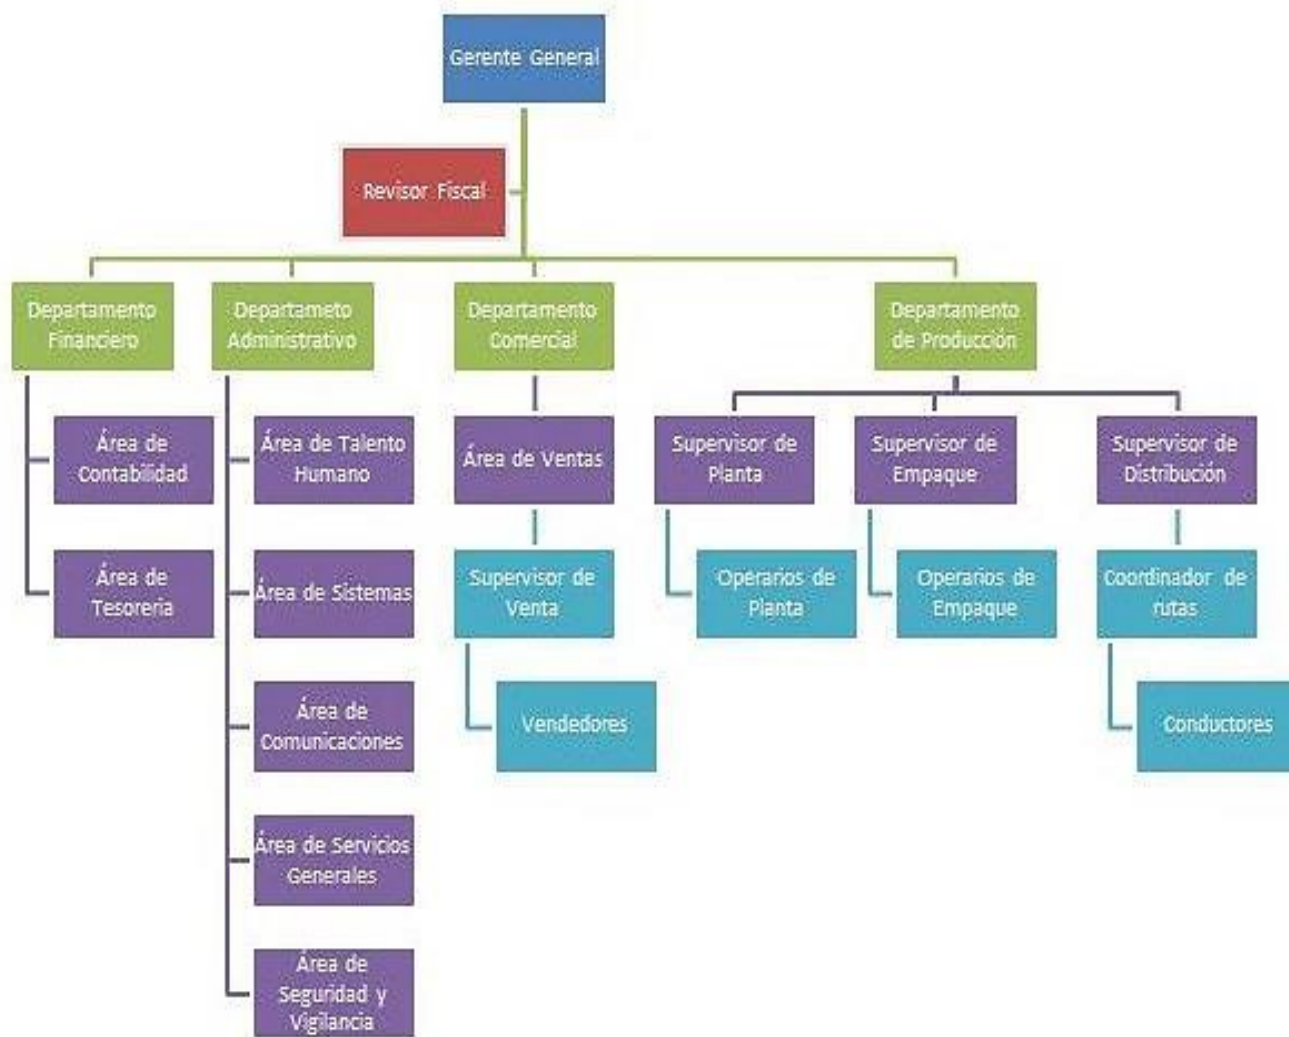 Gerente General
Revisor Fiscal
Departamento
Financiero
Departameto
Administrativo
Departamento
Comercial
Departamento
de Producción
Área de
Contabilidad
Área de Talento
Humano
Área de Ventas
Supervisor de
Planta
Supervisor de
Empaque
Supervisor de
Distribución
Área de
Tesoreria
Área de Sistemas
Supervisor de
Venta
Operarios de
Planta
Operarios de
Empaque
Coordinador de
rutas
Área de
Comunicaciones
Vendedores
Conductores
Área de Servicios
Generales
Área de
Seguridad y
Vigilancia